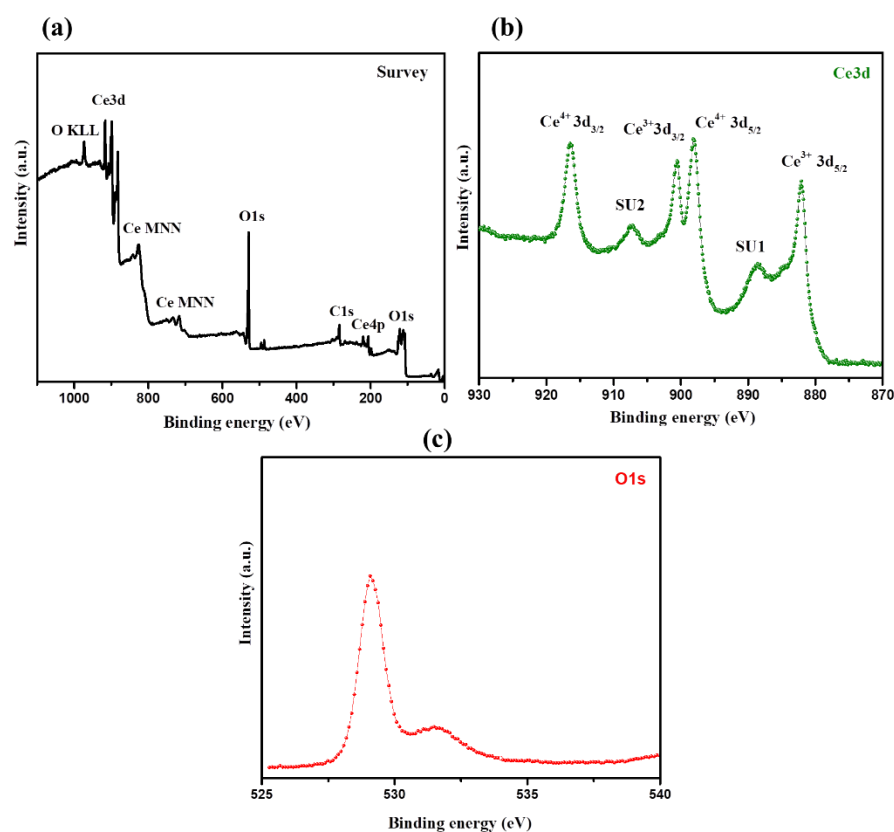 (a)
Survey
Ce3d
O KLL
Ce MNN
Ce MNN
O1s
C1s
Ce4p
O1s
Intensity (a.u.)
1000 800 600 400 200 0
Binding energy (eV)
(b)
Ce3d
Ce⁴⁺ 3d₃/₂
Ce³⁺3d₃/₂
Ce⁴⁺ 3d₅/₂
Ce³⁺ 3d₅/₂
SU2
SU1
Intensity (a.u.)
930 920 910 900 890 880 870
Binding energy (eV)
(c)
O1s
Intensity (a.u.)
525 530 535 540
Binding energy (eV)